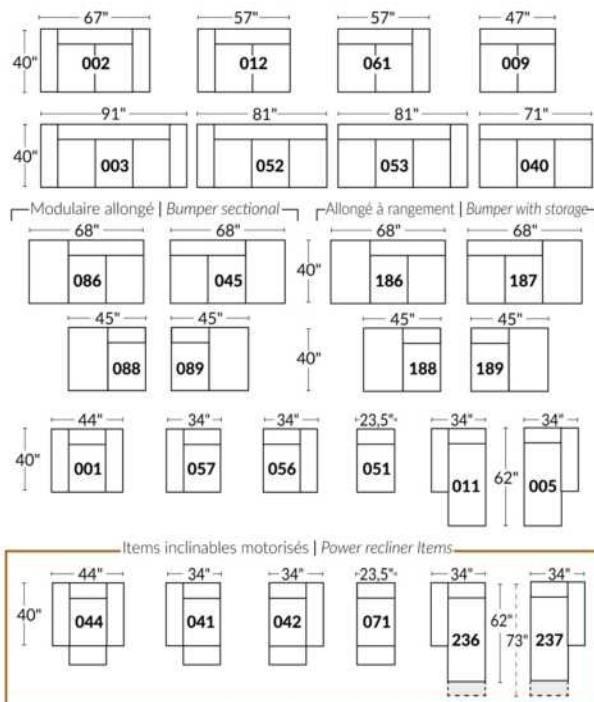 67" 57" 57" 47"
40" 002 012 061 009
91" 81" 81" 71"
40" 003 052 053 040
Modulaire allongé | Bumper sectional Allongé à rangement | Bumper with storage
68" 68" 68" 68"
086 045 40" 186 187
45" 45" 45" 45"
088 089 40" 188 189
44" 34" 34" 23,5" 34" 34"
40" 001 057 056 051 011 62" 005
Items inclinables motorisés | Power recliner Items
44" 34" 34" 23,5" 34" 34"
40" 044 041 042 071 236 62" 73" 237